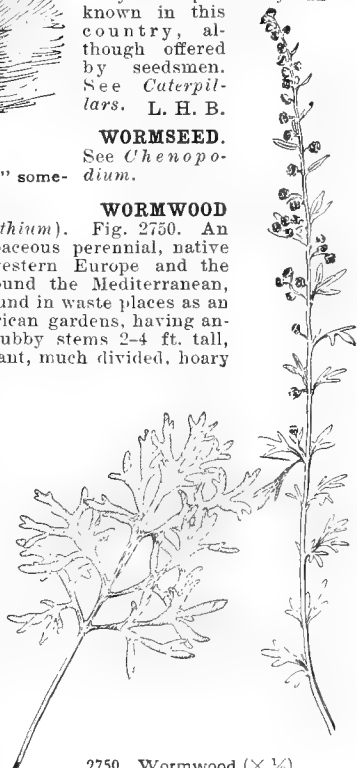 known in this
country, al-
though offered
by seedsmen.
See Caterpil-
lars. L. H. B.
WORMSEED.
See Chenopo-
" some- dium.
WORMWOOD
thium). Fig. 2750. An
aceous perennial, native
estern Europe and the
und the Mediterranean,
und in waste places as an
rican gardens, having an-
ubby stems 2-4 ft. tall,
ant, much divided, hoary
2750. Wormwood (× ¼)